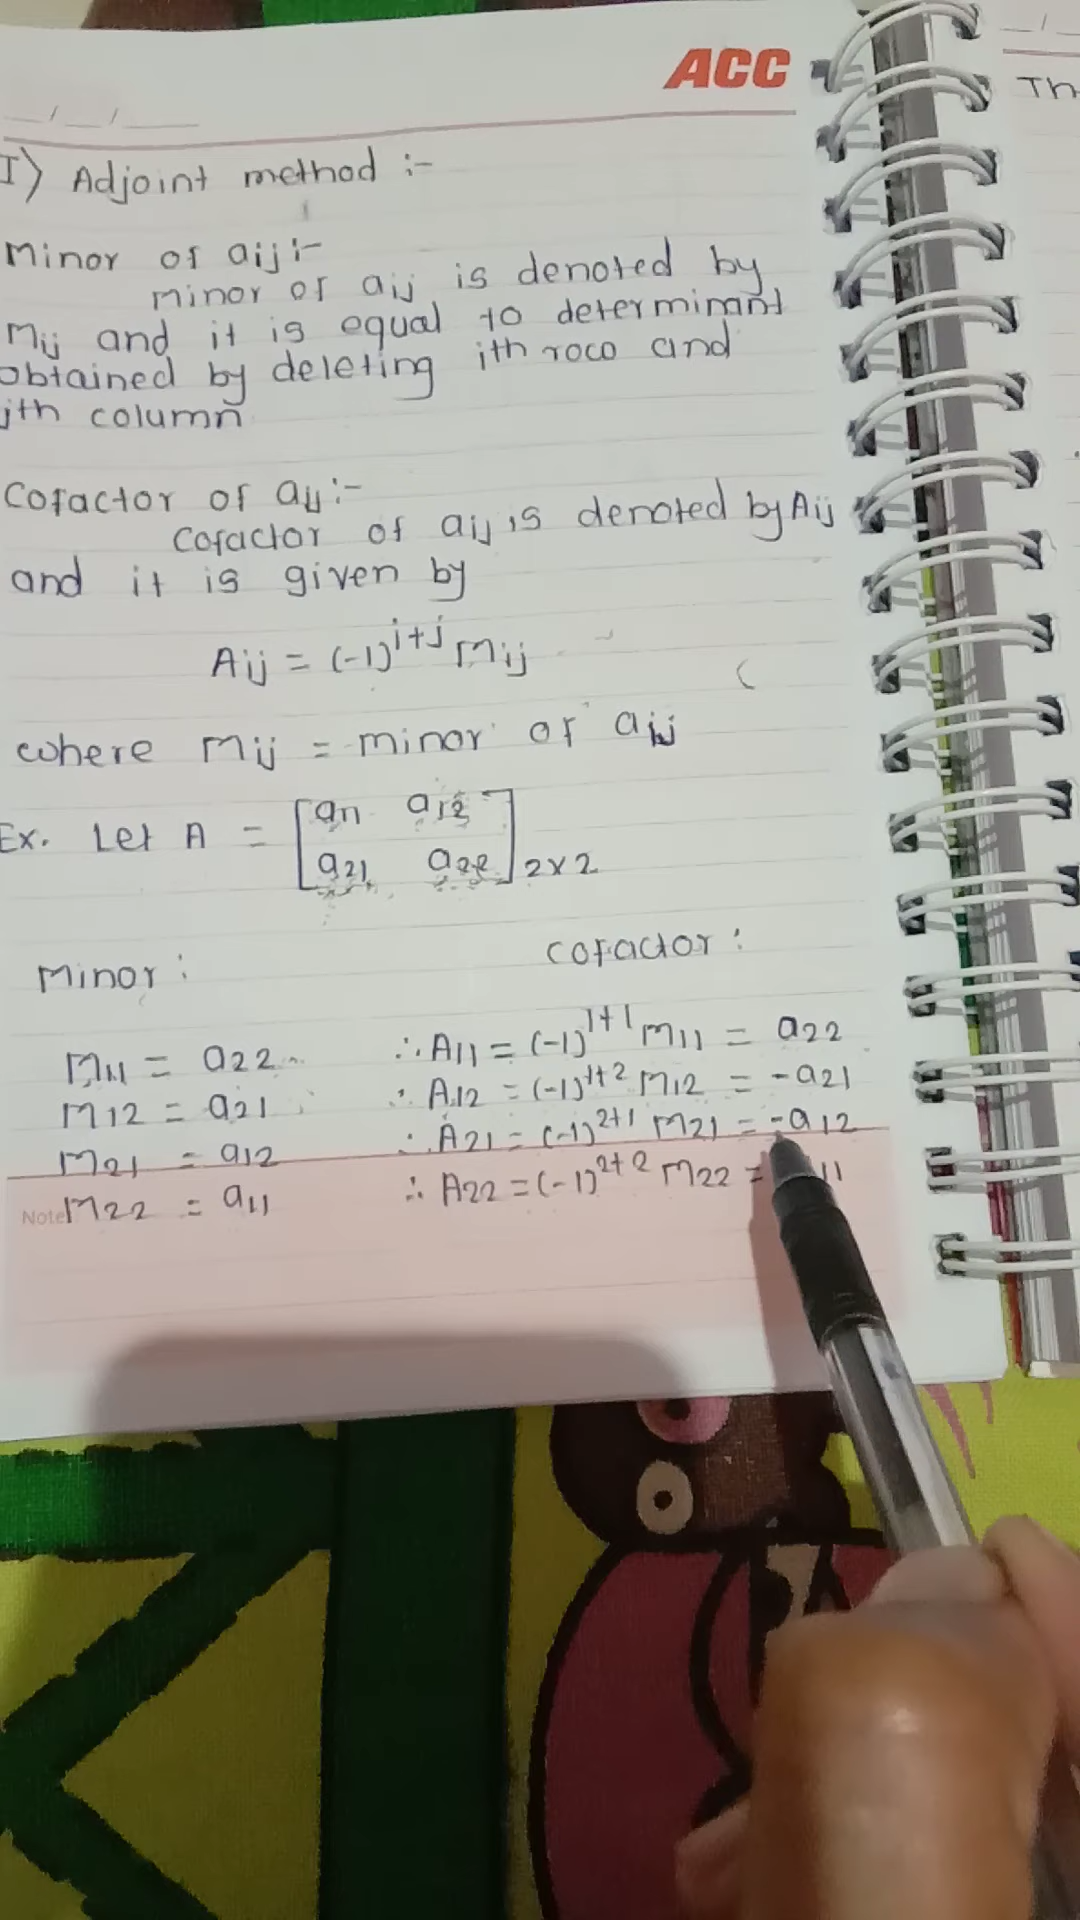 ACC
Th
I) Adjoint method :-
Minor of aij :-
minor of aij is denoted by
Mij and it is equal to determinant
obtained by deleting ith row and
jth column
Cofactor of aij :-
Cofactor of aij is denoted by Aij
and it is given by
Aij = (-1)^{i+j} Mij
where Mij = minor of aij
Ex. Let A = [a11 a12
a21 a22]2x2
Minor : Cofactor :
M11 = a22 ∴ A11 = (-1)^{1+1} M11 = a22
M12 = a21 ∴ A12 = (-1)^{1+2} M12 = -a21
M21 = a12 ∴ A21 = (-1)^{2+1} M21 = -a12
Note M22 = a11 ∴ A22 = (-1)^{2+2} M22 = 11